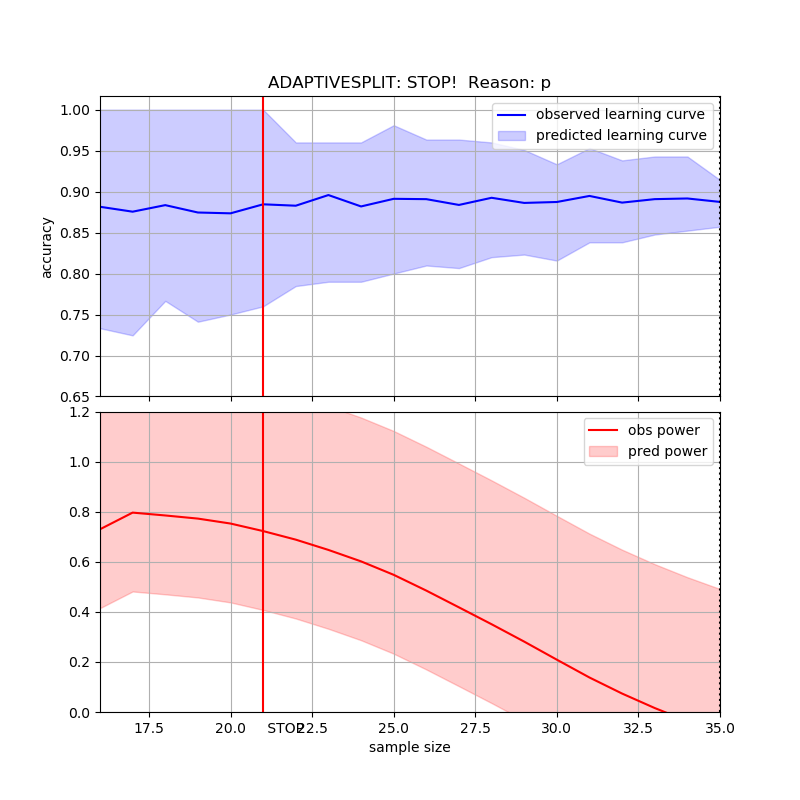 ADAPTIVESPLIT: STOP!  Reason: p
observed learning curve
predicted learning curve
1.00
0.95
0.90
0.85
0.80
0.75
0.70
0.65
accuracy
obs power
pred power
1.2
1.0
0.8
0.6
0.4
0.2
0.0
17.5 20.0 STOP 22.5 25.0 27.5 30.0 32.5 35.0
sample size